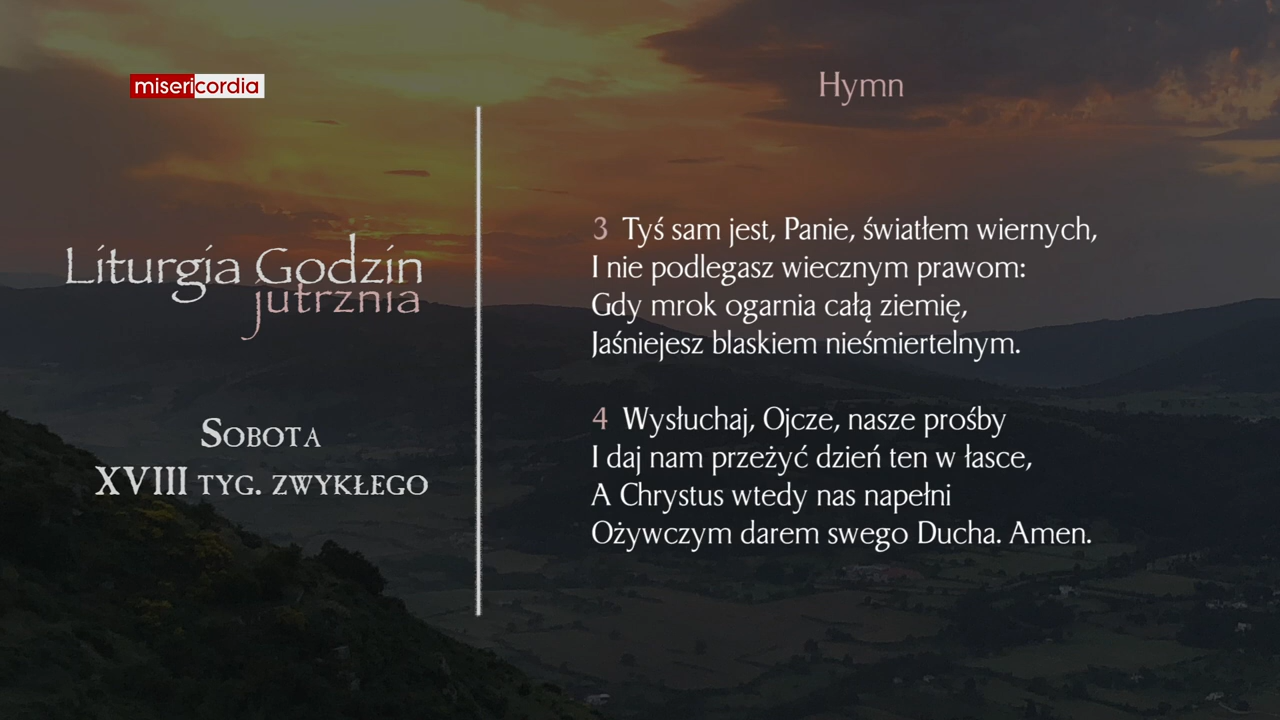 misericordia
Liturgia Godzin
jutrznia
Sobota
XVIII tyg. zwykłego
Hymn
3 Tyś sam jest, Panie, światłem wiernych,
I nie podlegasz wiecznym prawom:
Gdy mrok ogarnia całą ziemię,
Jaśniejesz blaskiem nieśmiertelnym.
4 Wysłuchaj, Ojcze, nasze prośby
I daj nam przeżyć dzień ten w łasce,
A Chrystus wtedy nas napełni
Ożywczym darem swego Ducha. Amen.